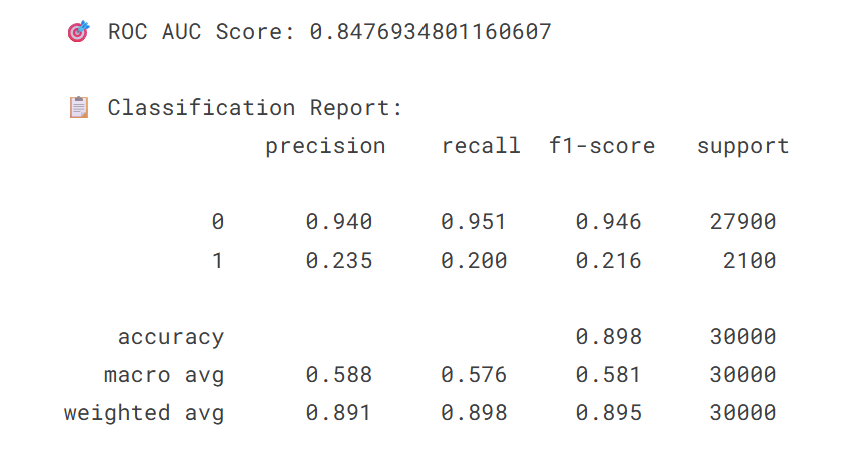 🎯 ROC AUC Score: 0.8476934801160607
📋 Classification Report:
precision recall f1-score support
0 0.940 0.951 0.946 27900
1 0.235 0.200 0.216 2100
accuracy 0.898 30000
macro avg 0.588 0.576 0.581 30000
weighted avg 0.891 0.898 0.895 30000